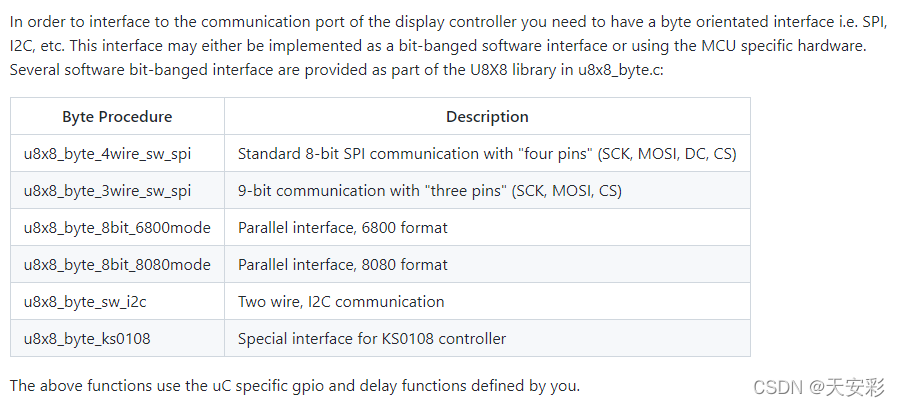 In order to interface to the communication port of the display controller you need to have a byte orientated interface i.e. SPI,
I2C, etc. This interface may either be implemented as a bit-banged software interface or using the MCU specific hardware.
Several software bit-banged interface are provided as part of the U8X8 library in u8x8_byte.c:
Byte Procedure Description
u8x8_byte_4wire_sw_spi Standard 8-bit SPI communication with "four pins" (SCK, MOSI, DC, CS)
u8x8_byte_3wire_sw_spi 9-bit communication with "three pins" (SCK, MOSI, CS)
u8x8_byte_8bit_6800mode Parallel interface, 6800 format
u8x8_byte_8bit_8080mode Parallel interface, 8080 format
u8x8_byte_sw_i2c Two wire, I2C communication
u8x8_byte_ks0108 Special interface for KS0108 controller
The above functions use the uC specific gpio and delay functions defined by you.
CSDN @天安彩